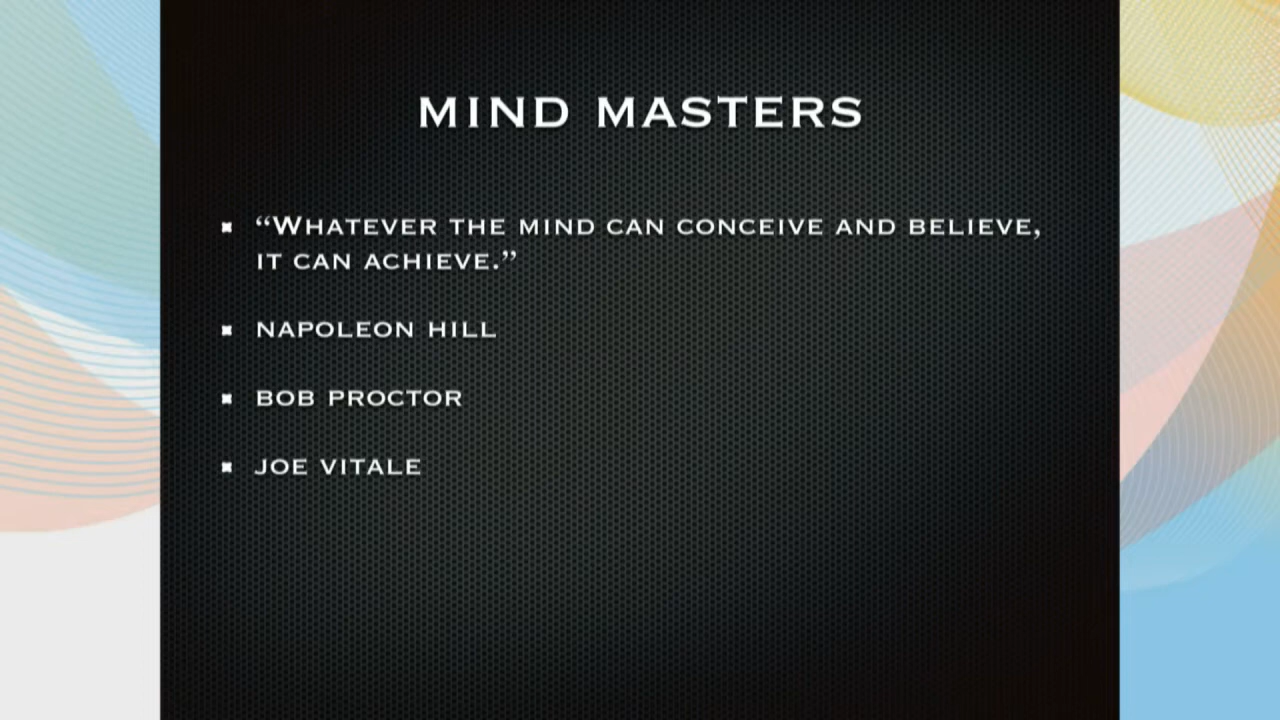 MIND MASTERS
“WHATEVER THE MIND CAN CONCEIVE AND BELIEVE,
IT CAN ACHIEVE.”
NAPOLEON HILL
BOB PROCTOR
JOE VITALE